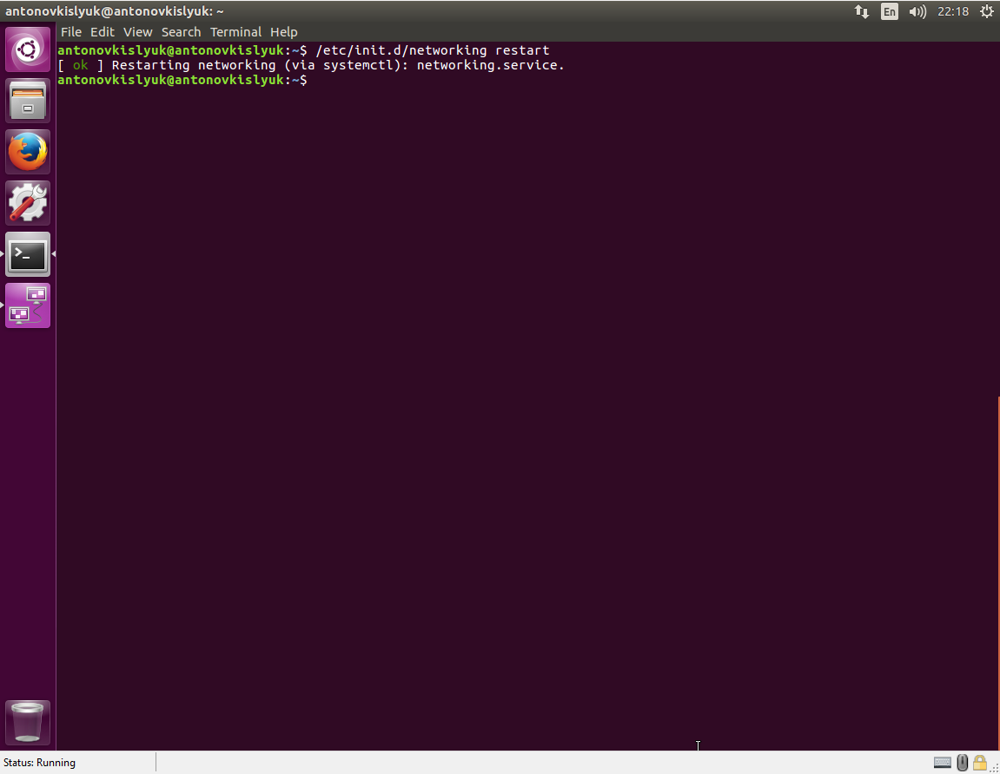 antonovkislyuk@antonovkislyuk: ~
En
22:18
File Edit View Search Terminal Help
antonovkislyuk@antonovkislyuk:~$ /etc/init.d/networking restart
[ ok ] Restarting networking (via systemctl): networking.service.
antonovkislyuk@antonovkislyuk:~$
>_
Status: Running